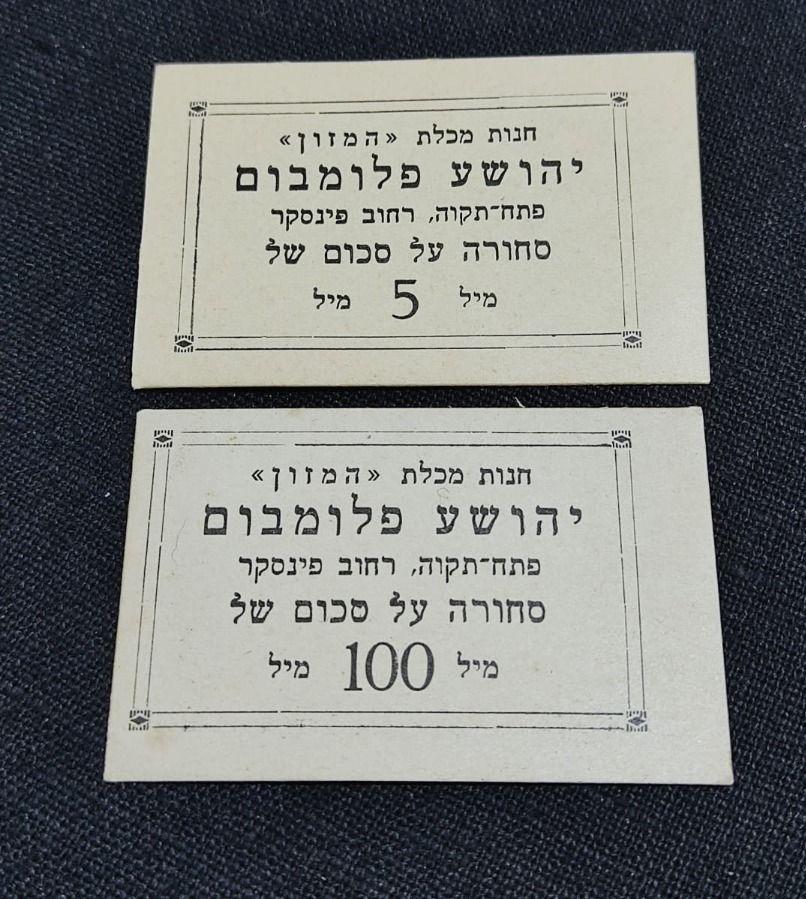 חנות מכלת «המזון»
יהושע פלומבום
פתח־תקוה, רחוב פינסקר
סחורה על סכום של
מיל 5 מיל
חנות מכלת «המזון»
יהושע פלומבום
פתח־תקוה, רחוב פינסקר
סחורה על סכום של
מיל 100 מיל